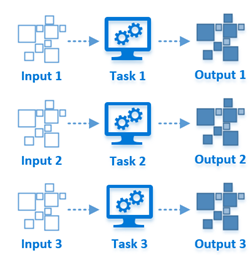 Input 1 Task 1 Output 1
Input 2 Task 2 Output 2
Input 3 Task 3 Output 3